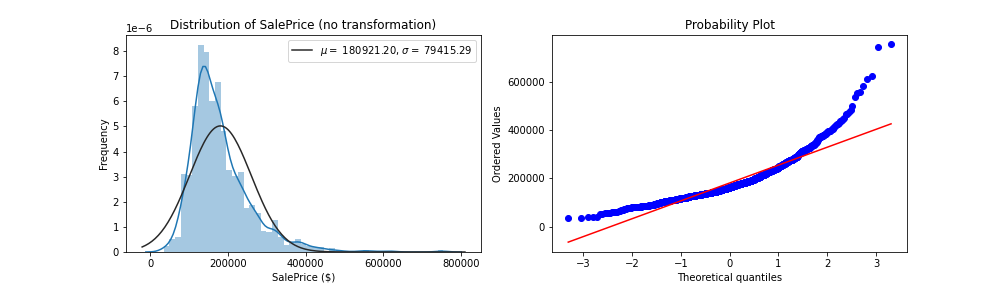 Distribution of SalePrice (no transformation)
1e−6
μ = 180921.20, σ = 79415.29
8
7
6
5
4
3
2
1
0
Frequency
0 200000 400000 600000 800000
SalePrice ($)
Probability Plot
600000
400000
200000
0
Ordered Values
−3 −2 −1 0 1 2 3
Theoretical quantiles